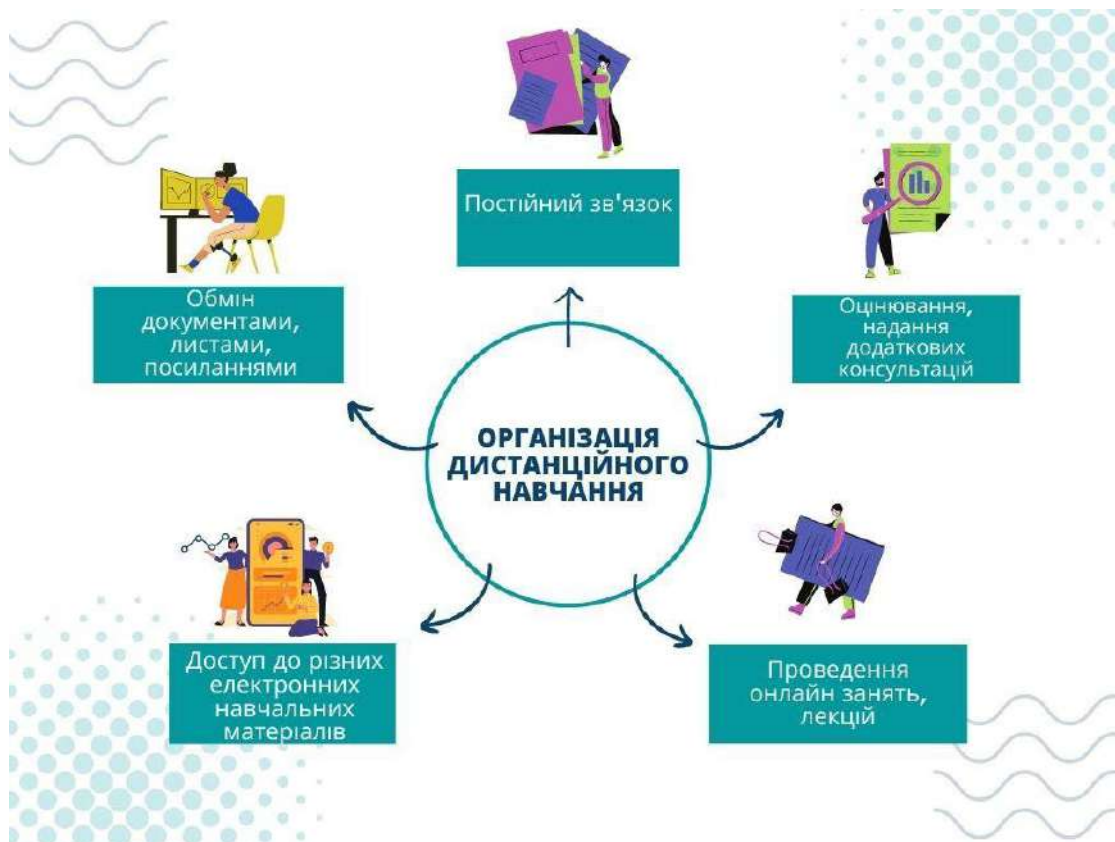 Постійний зв'язок
Обмін
документами,
листами,
посиланнями
Оцінювання,
надання
додаткових
консультацій
ОРГАНІЗАЦІЯ
ДИСТАНЦІЙНОГО
НАВЧАННЯ
Доступ до різних
електронних
навчальних
матеріалів
Проведення
онлайн занять,
лекцій